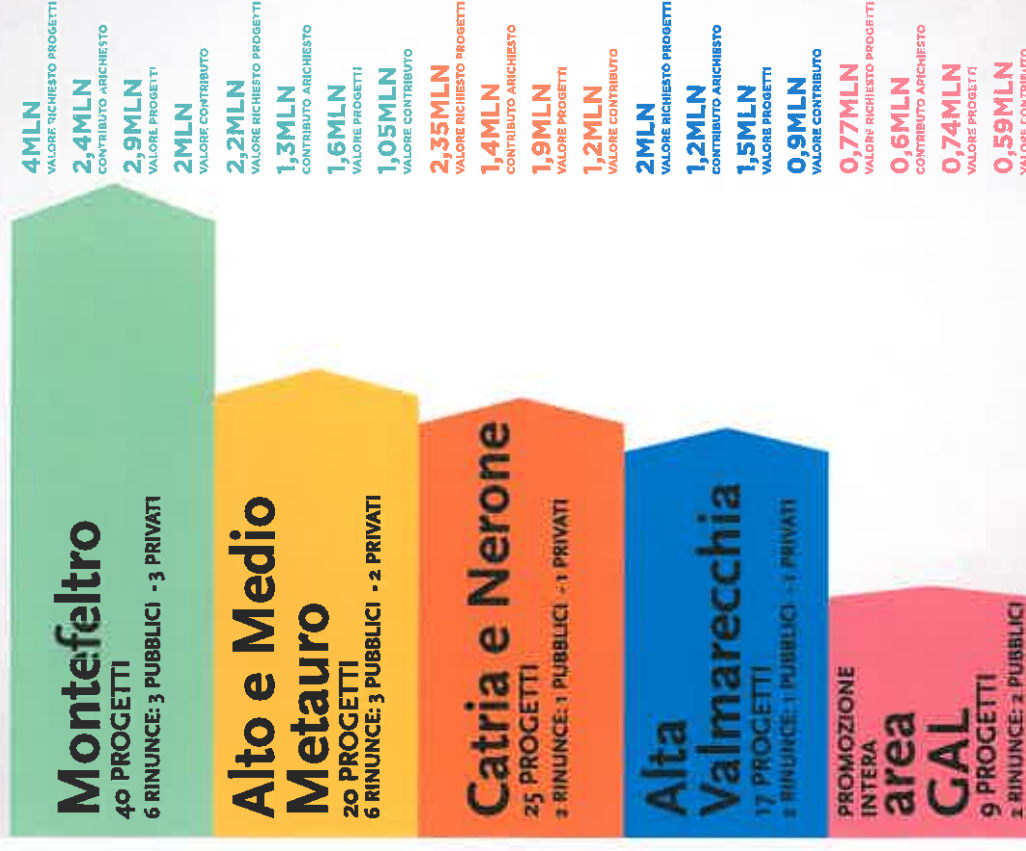 Montefeltro
40 PROGETTI
6 RINUNCE: 3 PUBBLICI - 3 PRIVATI
4MLN
VALORE RICHIESTO PROGETTI
2,4MLN
CONTRIBUTO ARICHIESTO
2,9MLN
VALORE PROGETTI
2MLN
VALORE CONTRIBUTO
Alto e Medio
Metauro
20 PROGETTI
6 RINUNCE: 3 PUBBLICI - 2 PRIVATI
2,2MLN
VALORE RICHIESTO PROGETTI
1,3MLN
CONTRIBUTO ARICHIESTO
1,6MLN
VALORE PROGETTI
1,05MLN
VALORE CONTRIBUTO
Catria e Nerone
25 PROGETTI
2 RINUNCE: 1 PUBBLICI - 1 PRIVATI
2,35MLN
VALORE RICHIESTO PROGETTI
1,4MLN
CONTRIBUTO ARICHIESTO
1,9MLN
VALORE PROGETTI
1,2MLN
VALORE CONTRIBUTO
Alta
Valmarecchia
17 PROGETTI
2 RINUNCE: 1 PUBBLICI - 1 PRIVATI
2MLN
VALORE RICHIESTO PROGETTI
1,2MLN
CONTRIBUTO ARICHIESTO
1,5MLN
VALORE PROGETTI
0,9MLN
VALORE CONTRIBUTO
PROMOZIONE
INTERA
area
GAL
9 PROGETTI
2 RINUNCE: 2 PUBBLICI
0,77MLN
VALORE RICHIESTO PROGETTI
0,6MLN
CONTRIBUTO ARICHIESTO
0,74MLN
VALORE PROGETTI
0,59MLN
VALORE CONTRIBUTO